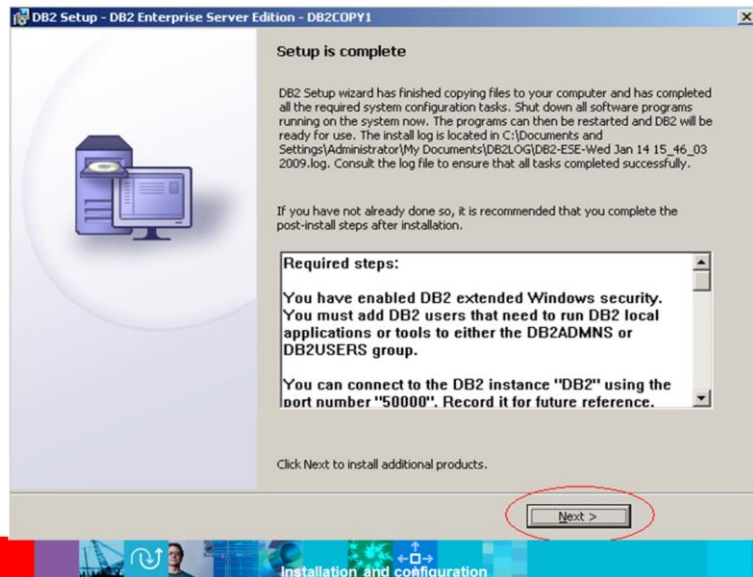 DB2 Setup - DB2 Enterprise Server Edition - DB2COPY1
Setup is complete
DB2 Setup wizard has finished copying files to your computer and has completed
all the required system configuration tasks. Shut down all software programs
running on the system now. The programs can then be restarted and DB2 will be
ready for use. The install log is located in C:\Documents and
Settings\Administrator\My Documents\DB2LOG\DB2-ESE-Wed Jan 14 15_46_03
2009.log. Consult the log file to ensure that all tasks completed successfully.
If you have not already done so, it is recommended that you complete the
post-install steps after installation.
Required steps:
You have enabled DB2 extended Windows security.
You must add DB2 users that need to run DB2 local
applications or tools to either the DB2ADMNS or
DB2USERS group.
You can connect to the DB2 instance "DB2" using the
port number "50000". Record it for future reference.
Click Next to install additional products.
Next >
Installation and configuration